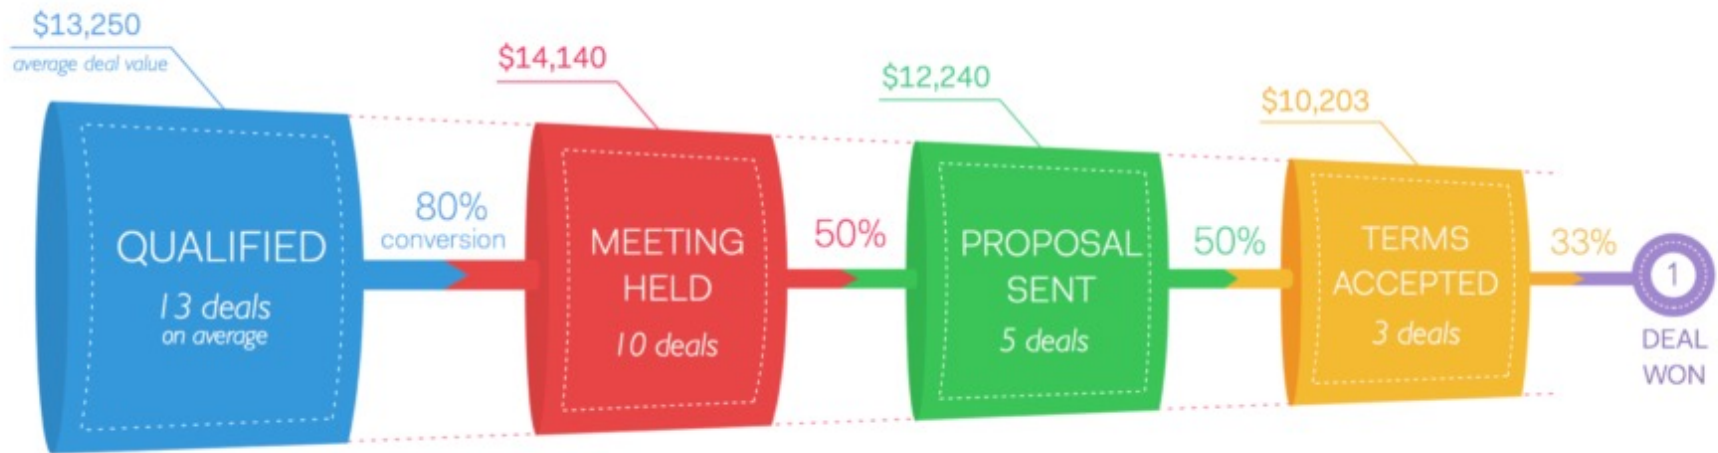 $13,250
average deal value
QUALIFIED
13 deals
on average
80%
conversion
$14,140
MEETING
HELD
10 deals
50%
$12,240
PROPOSAL
SENT
5 deals
50%
$10,203
TERMS
ACCEPTED
3 deals
33%
1
DEAL
WON